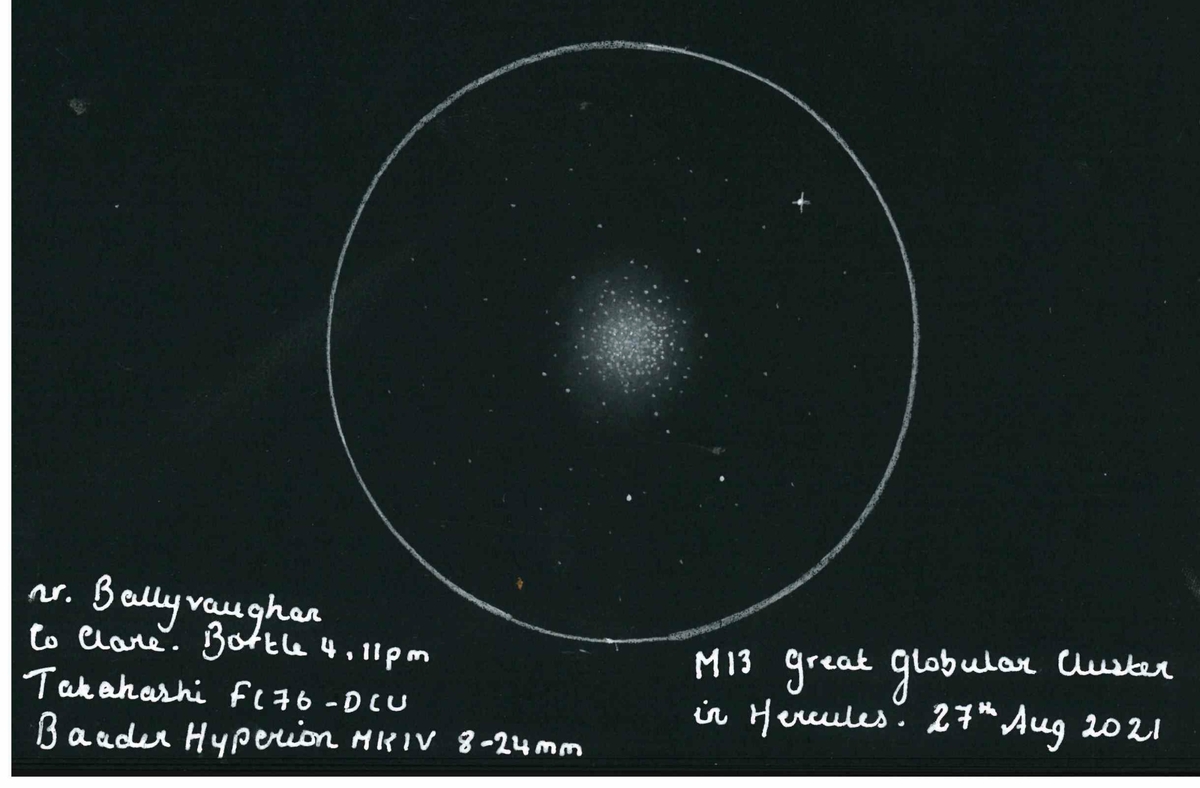 nr. Ballyvaughan
Co Clare. Bortle 4, 11pm
Takahashi FC76-DCU
Baader Hyperion MKIV 8-24mm
M13 Great Globular Cluster
in Hercules. 27th Aug 2021